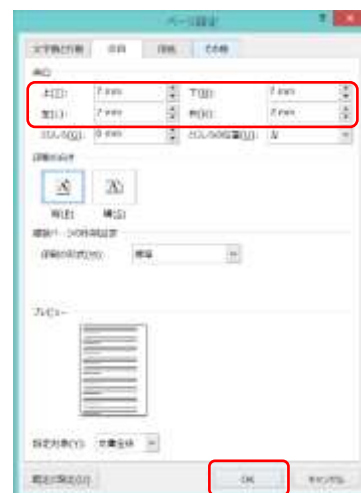 ページ設定
文字数と行数 余白 用紙 その他
余白
上(T): 7 mm 下(B): 7 mm
左(L): 7 mm 右(R): 7 mm
とじしろ(G): 0 mm とじしろの位置(U): 左
印刷の向き
A A
縦(P) 横(S)
複数ページの印刷設定
印刷の形式(M): 標準
プレビュー
設定対象(Y): 文書全体
既定に設定(D) OK キャンセル